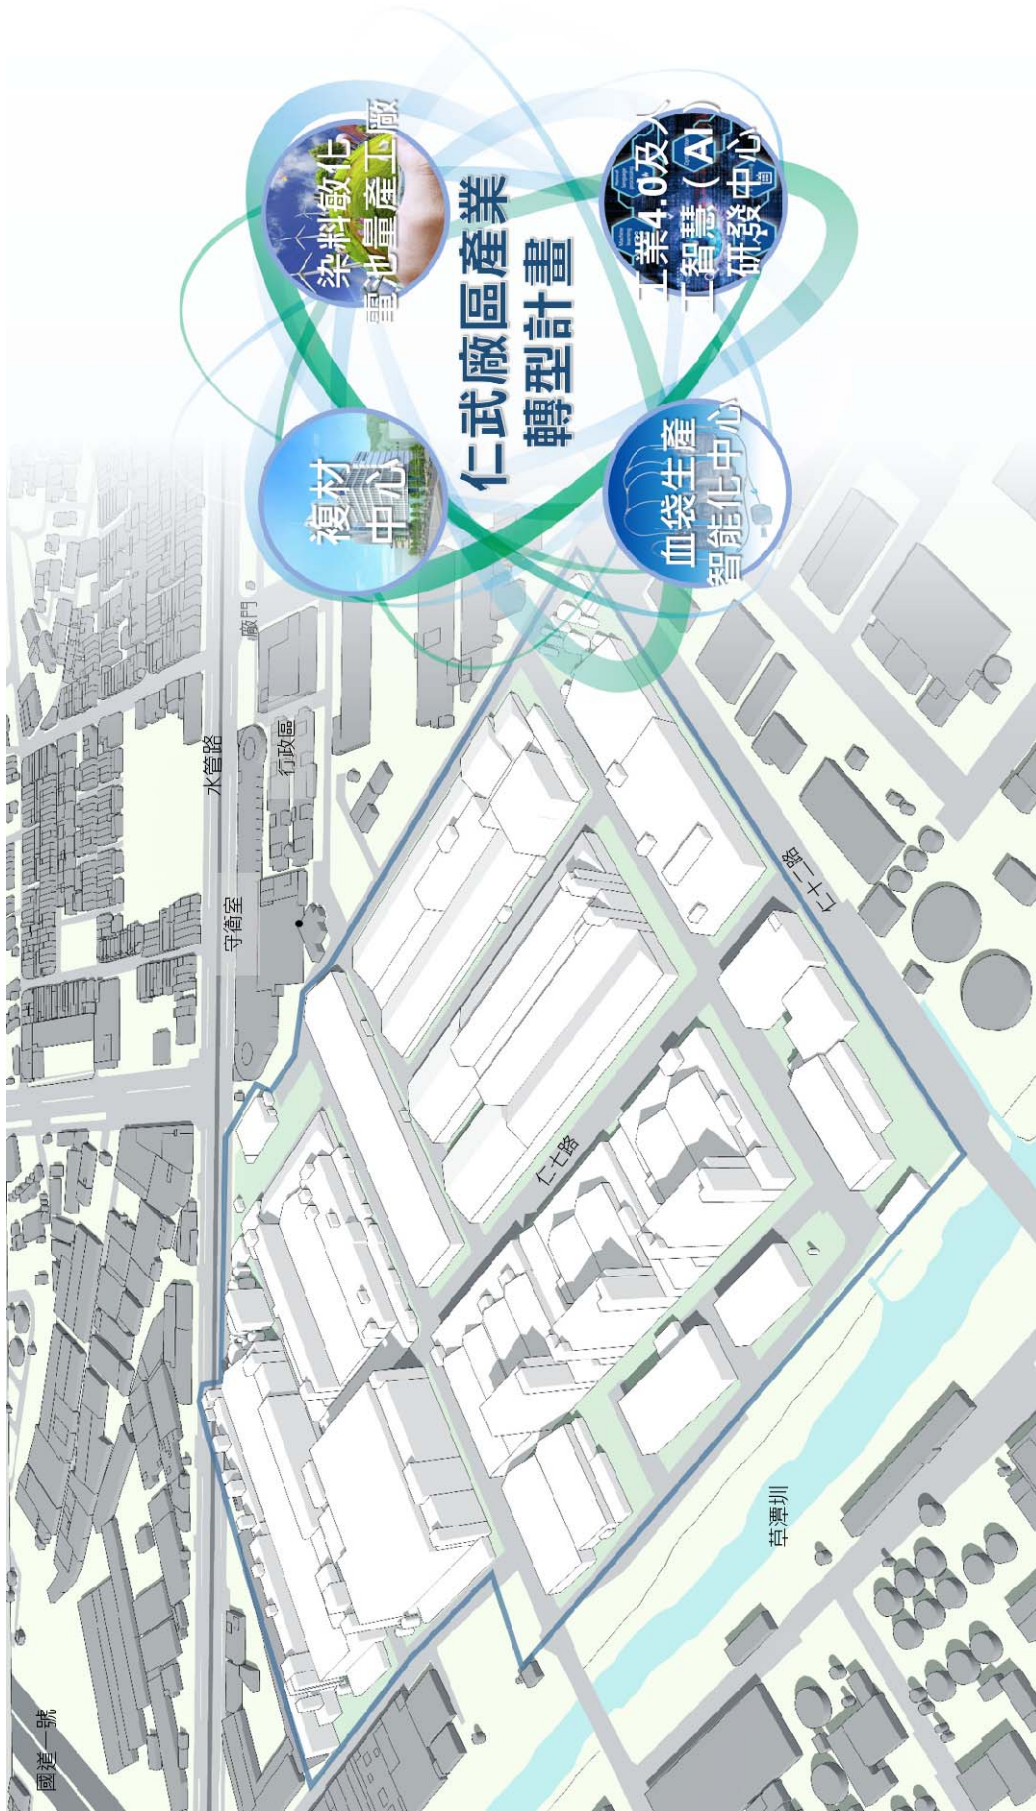 染料敏化
電池量產工廠
工業4.0及人
工智慧（AI）
研發中心
仁武廠區產業
轉型計畫
複材
中心
血袋生產
智能化中心
廠門
水管路
行政區
守衛室
仁十二路
仁七路
草潭圳
國道一號